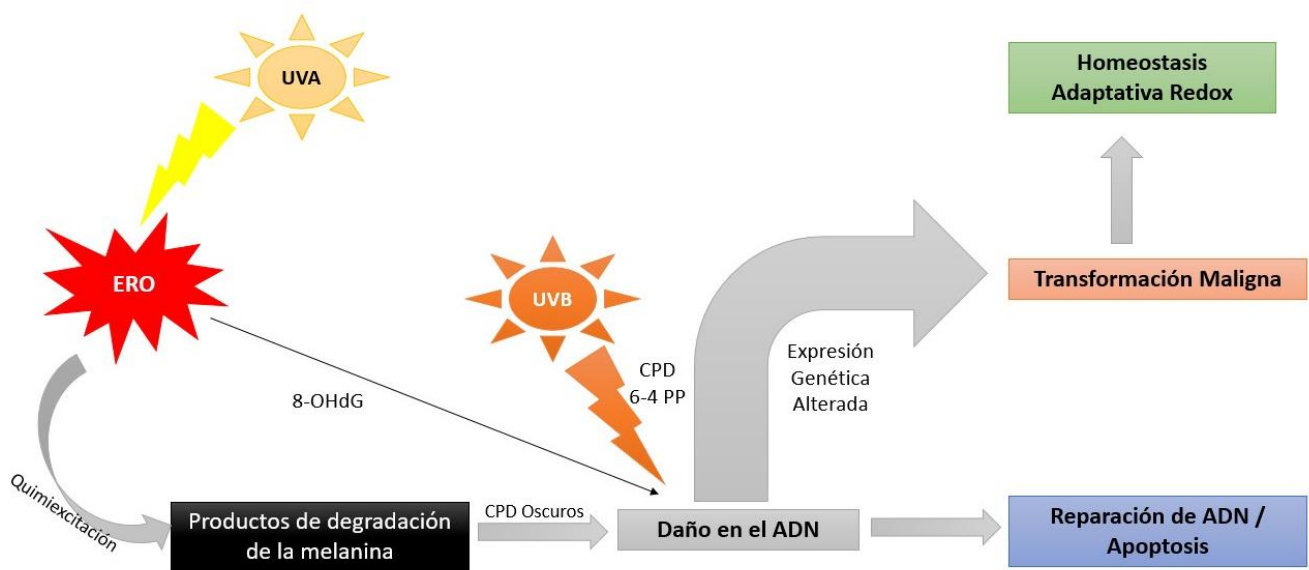 UVA
Homeostasis
Adaptativa Redox
ERO
UVB
Transformación Maligna
CPD
6-4 PP
Expresión
Genética
Alterada
8-OHdG
Quimiexcitación
Productos de degradación
de la melanina
CPD Oscuros
Daño en el ADN
Reparación de ADN /
Apoptosis